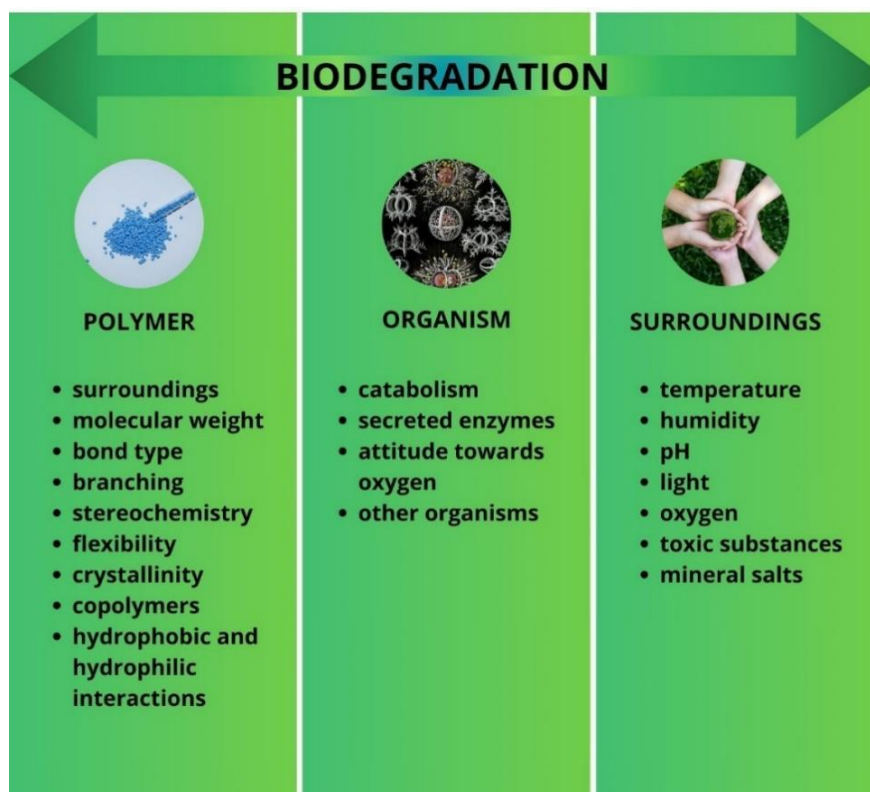 BIODEGRADATION
POLYMER
• surroundings
• molecular weight
• bond type
• branching
• stereochemistry
• flexibility
• crystallinity
• copolymers
• hydrophobic and
hydrophilic
interactions
ORGANISM
• catabolism
• secreted enzymes
• attitude towards
oxygen
• other organisms
SURROUNDINGS
• temperature
• humidity
• pH
• light
• oxygen
• toxic substances
• mineral salts